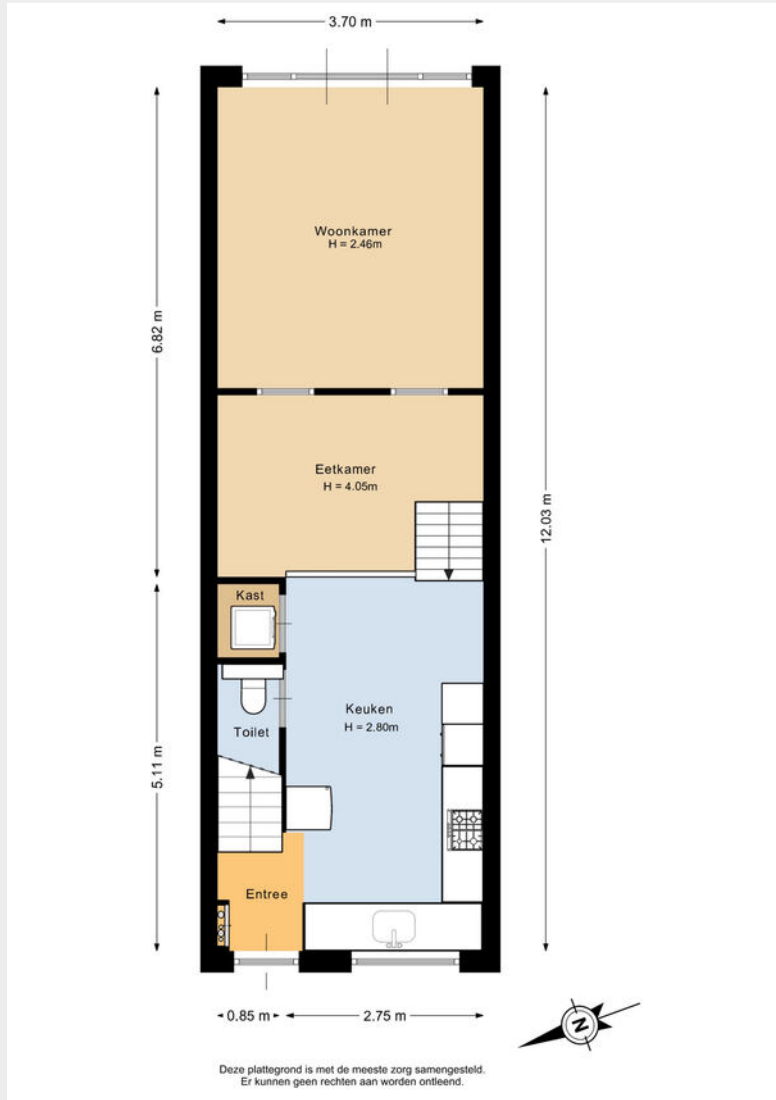 3.70 m
Woonkamer
H = 2.46m
6.82 m
Eetkamer
H = 4.05m
12.03 m
Kast
Keuken
H = 2.80m
Toilet
5.11 m
Entree
0.85 m
2.75 m
N
Deze plattegrond is met de meeste zorg samengesteld.
Er kunnen geen rechten aan worden ontleend.